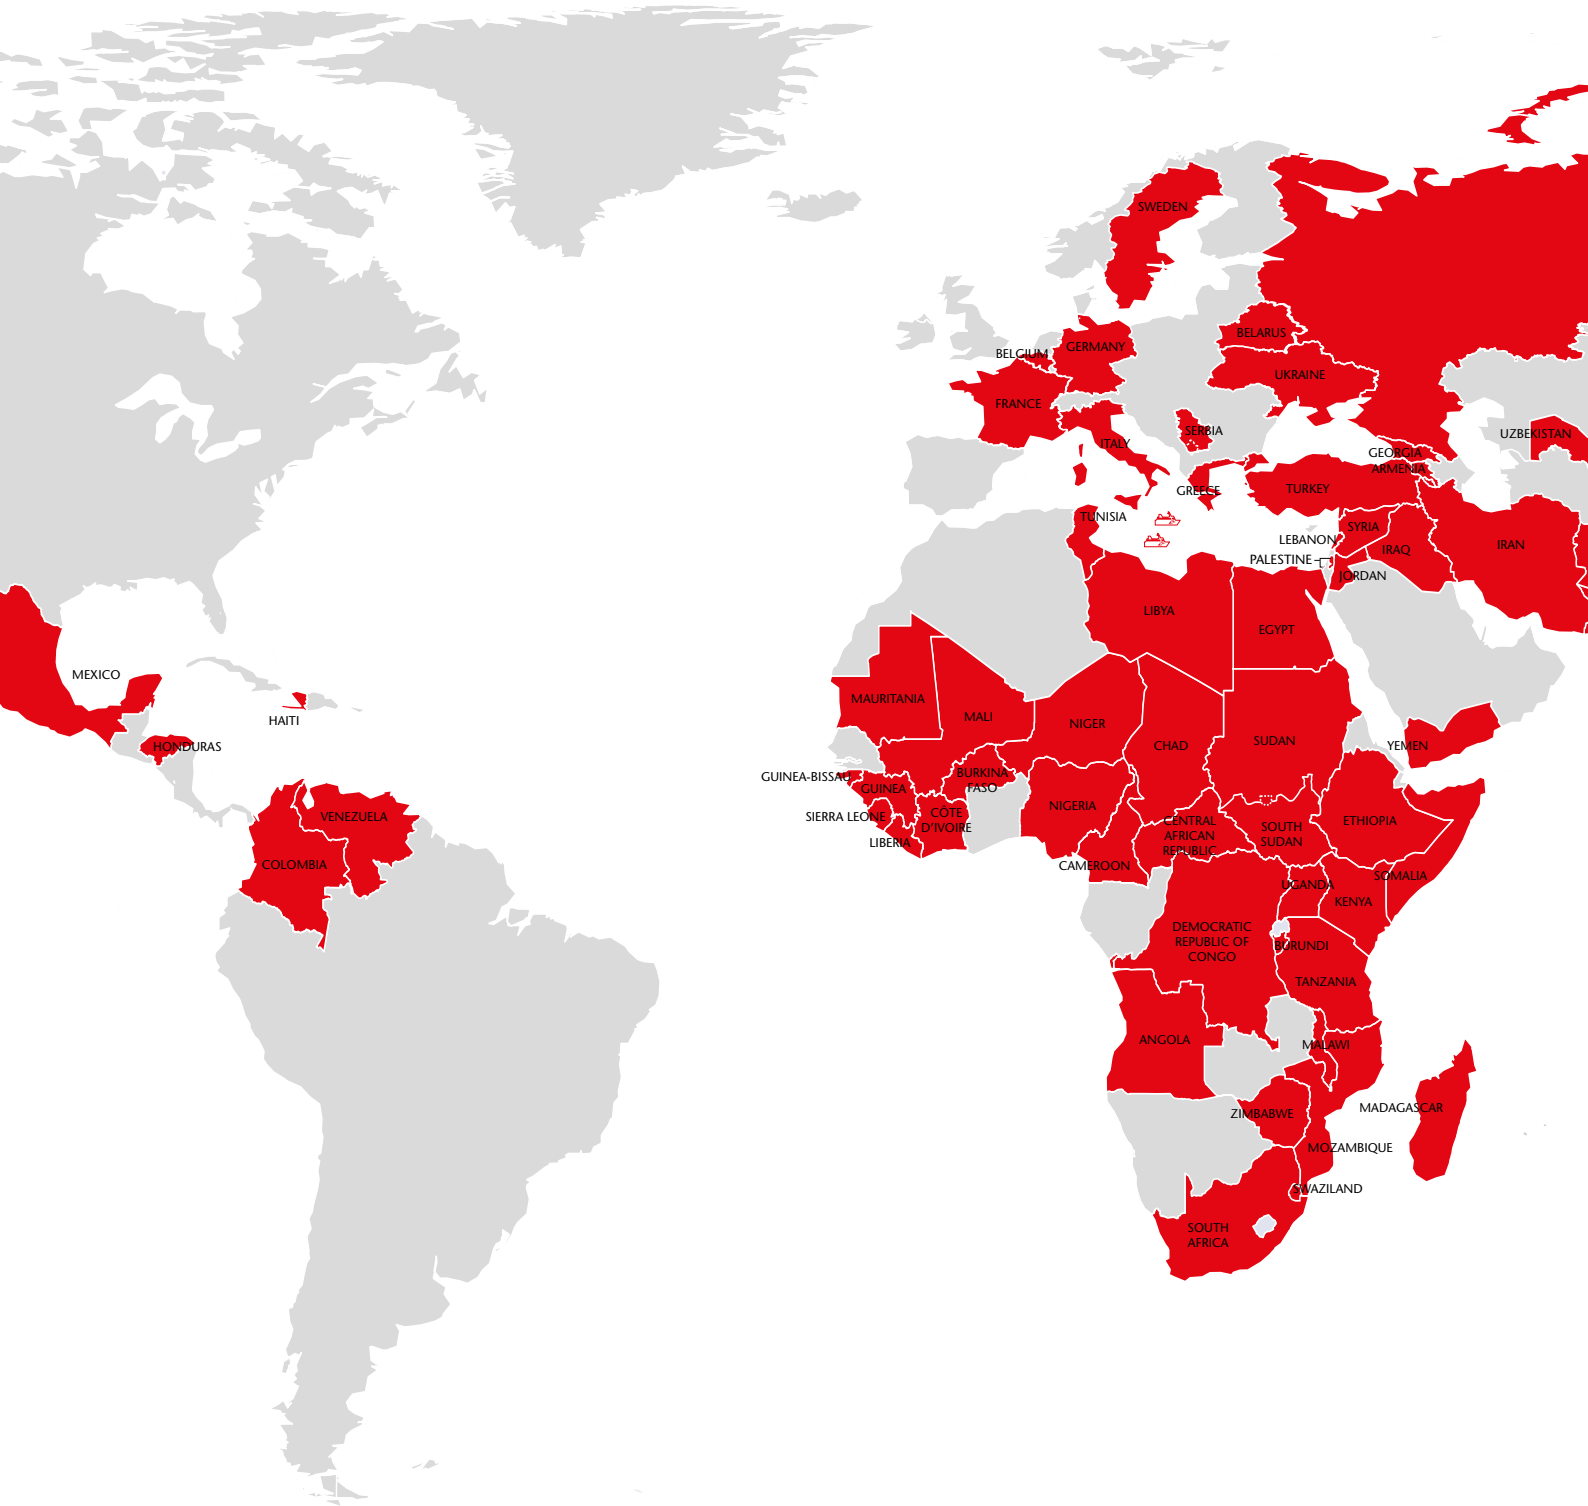 SWEDEN
BELARUS
GERMANY
BELGIUM
UKRAINE
FRANCE
SERBIA
UZBEKISTAN
ITALY
GEORGIA
ARMENIA
GREECE
TURKEY
TUNISIA
SYRIA
LEBANON
IRAQ
IRAN
PALESTINE
JORDAN
LIBYA
EGYPT
MEXICO
MAURITANIA
HAITI
MALI
NIGER
SUDAN
HONDURAS
CHAD
YEMEN
GUINEA-BISSAU
BURKINA
FASO
GUINEA
NIGERIA
VENEZUELA
SIERRA LEONE
CÔTE
D'IVOIRE
CENTRAL
AFRICAN
REPUBLIC
SOUTH
SUDAN
ETHIOPIA
LIBERIA
COLOMBIA
CAMEROON
SOMALIA
UGANDA
KENYA
DEMOCRATIC
REPUBLIC OF
CONGO
BURUNDI
TANZANIA
ANGOLA
MALAWI
MADAGASCAR
ZIMBABWE
MOZAMBIQUE
SWAZILAND
SOUTH
AFRICA